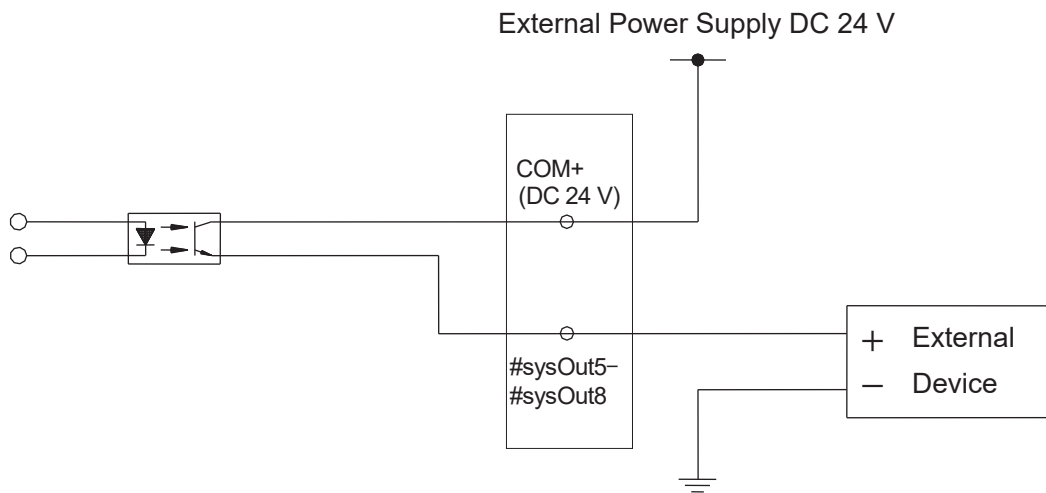 External Power Supply DC 24 V
COM+
(DC 24 V)
#sysOut5−
#sysOut8
+ External
− Device